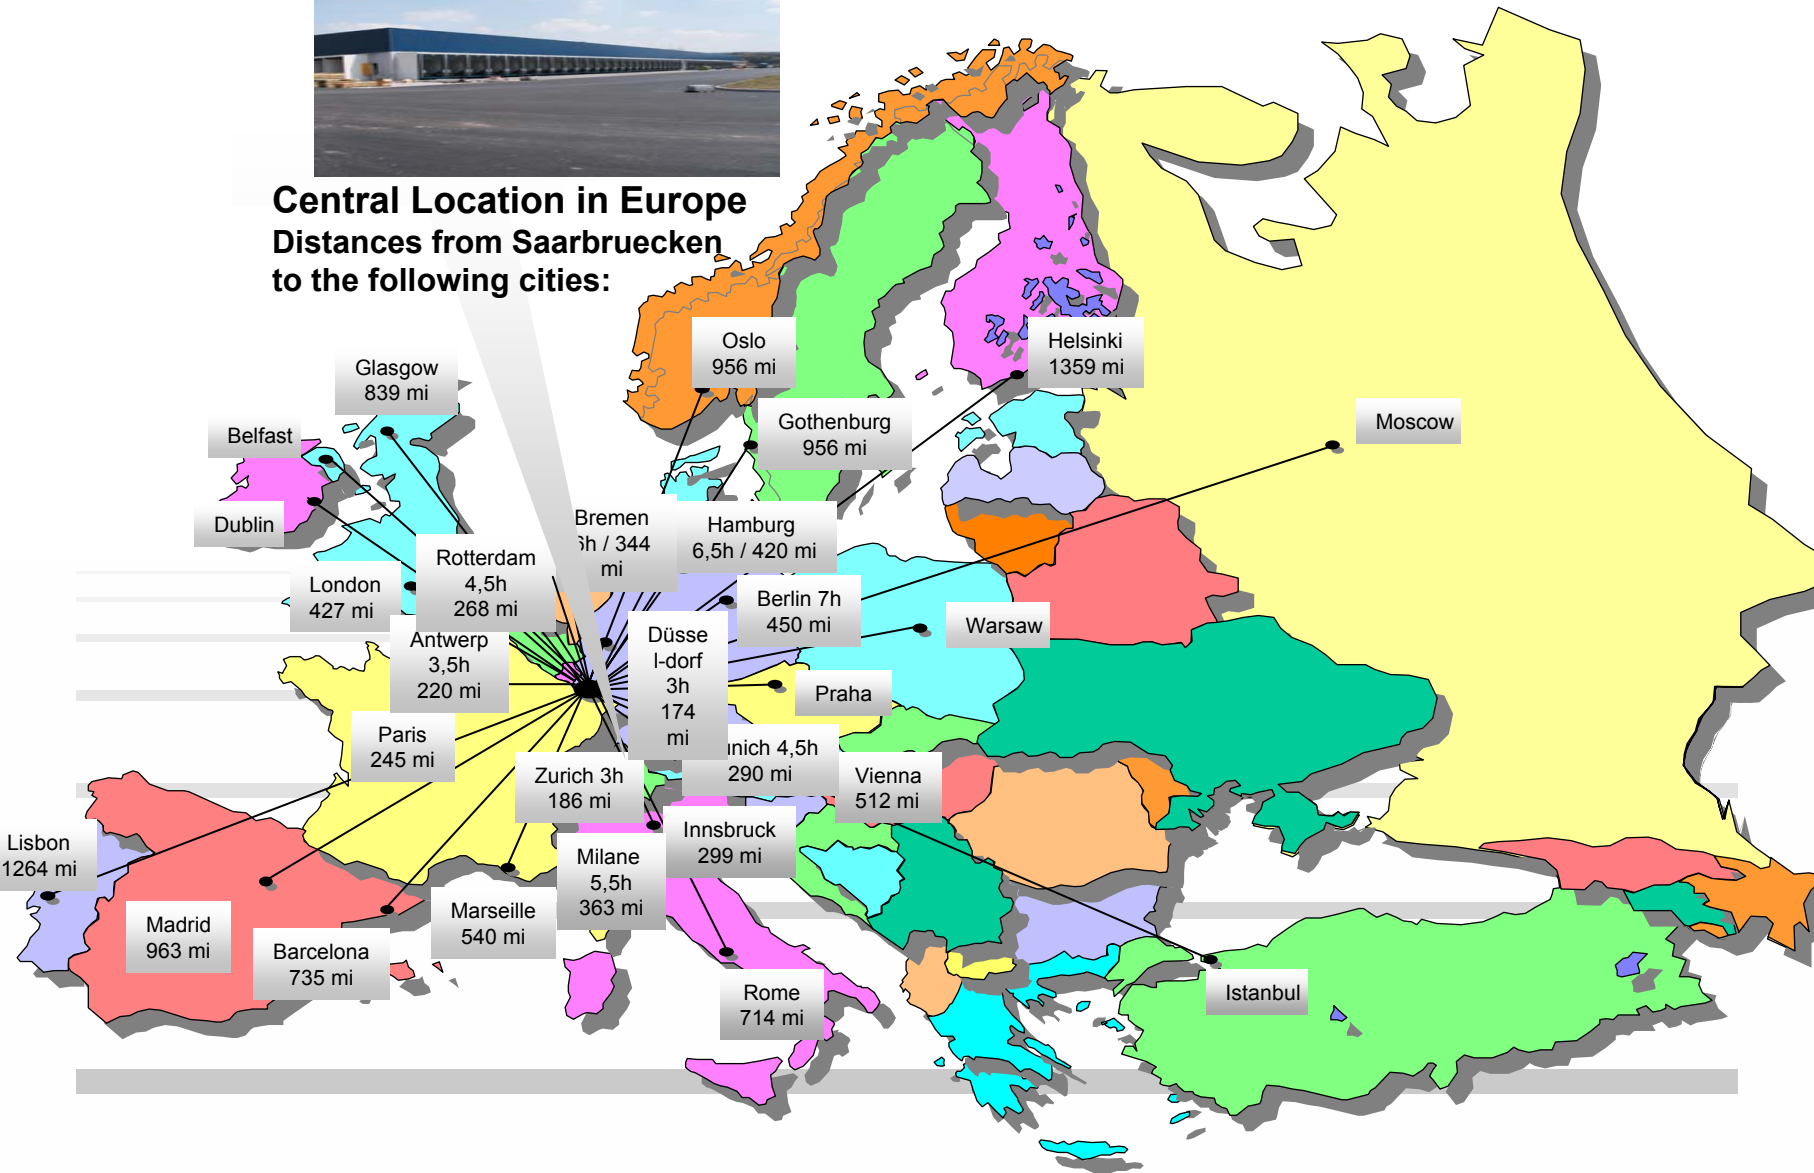 Central Location in Europe
Distances from Saarbruecken
to the following cities:
Oslo
956 mi
Helsinki
1359 mi
Glasgow
839 mi
Gothenburg
956 mi
Moscow
Belfast
Dublin
Bremen
6h / 344
mi
Hamburg
6,5h / 420 mi
Rotterdam
4,5h
268 mi
London
427 mi
Berlin 7h
450 mi
Warsaw
Antwerp
3,5h
220 mi
Düsse
l-dorf
3h
174
mi
Praha
Paris
245 mi
Zurich 3h
186 mi
unich 4,5h
290 mi
Vienna
512 mi
Lisbon
1264 mi
Innsbruck
299 mi
Milane
5,5h
363 mi
Madrid
963 mi
Barcelona
735 mi
Marseille
540 mi
Rome
714 mi
Istanbul